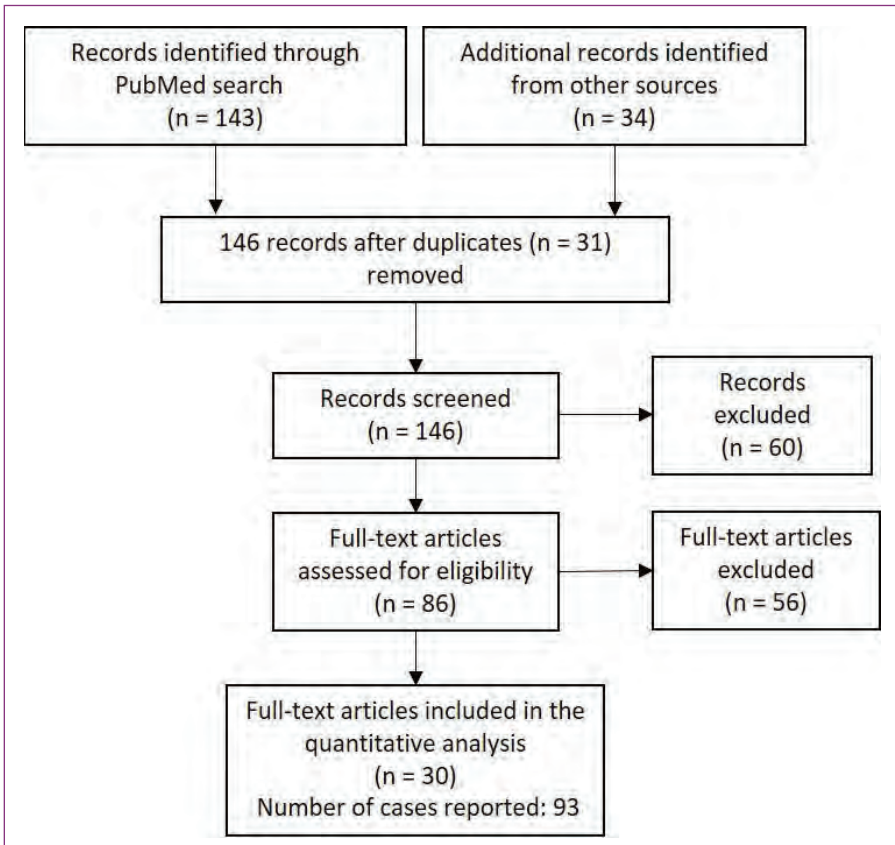 Records identified through
PubMed search
(n = 143)
Additional records identified
from other sources
(n = 34)
146 records after duplicates (n = 31)
removed
Records screened
(n = 146)
Records
excluded
(n = 60)
Full-text articles
assessed for eligibility
(n = 86)
Full-text articles
excluded
(n = 56)
Full-text articles included in the
quantitative analysis
(n = 30)
Number of cases reported: 93